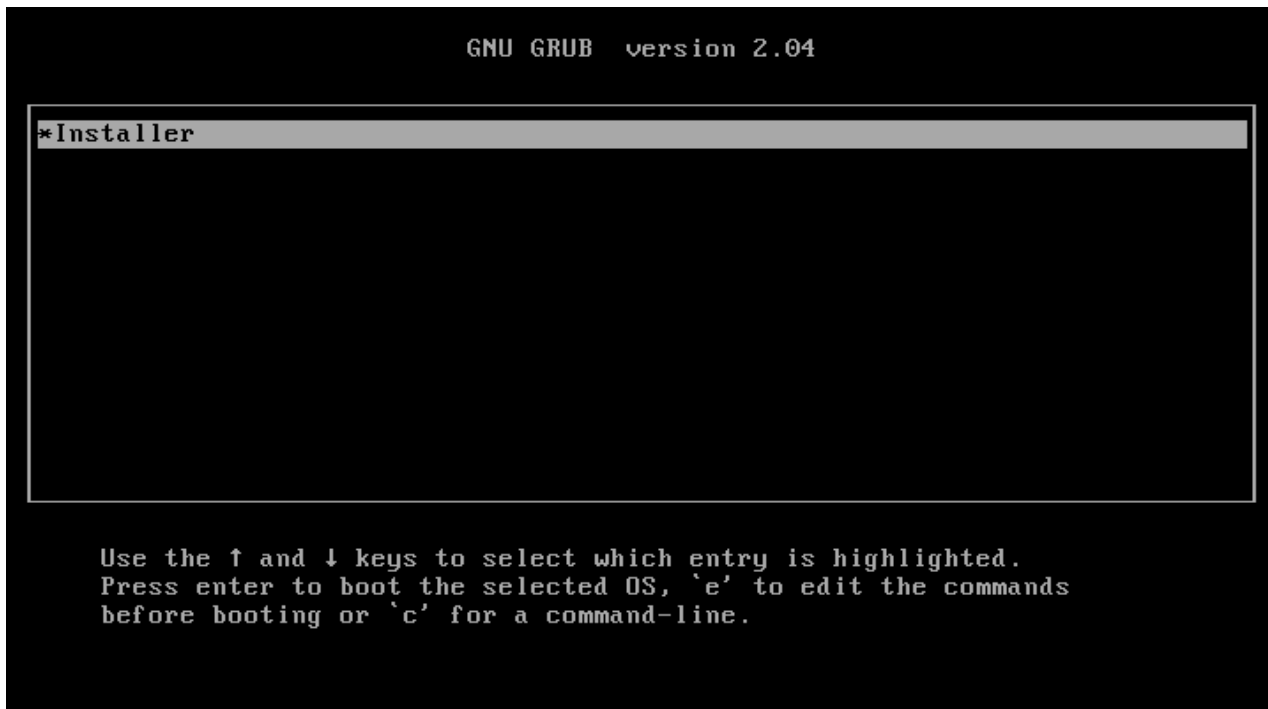 GNU GRUB  version 2.04
*Installer
Use the ↑ and ↓ keys to select which entry is highlighted.
Press enter to boot the selected OS, `e' to edit the commands
before booting or `c' for a command-line.